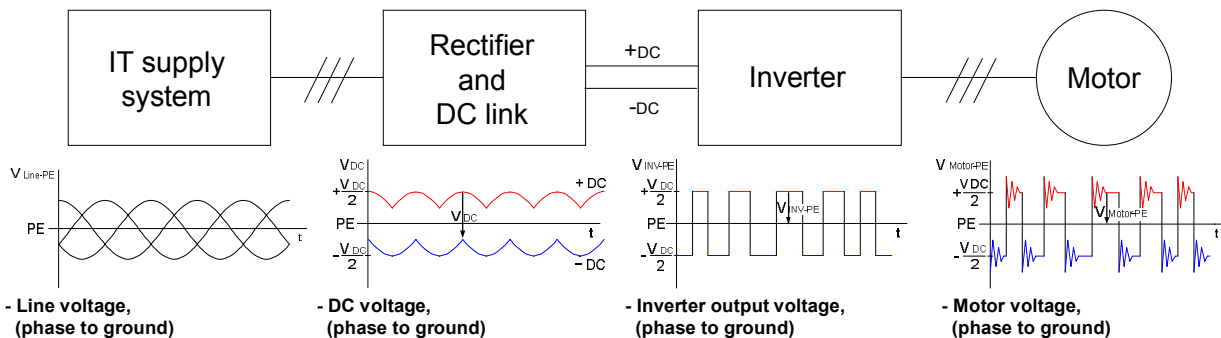 IT supply
system
Rectifier
and
DC link
+DC
-DC
Inverter
Motor
V Line-PE
PE
t
- Line voltage,
(phase to ground)
V DC
+ V DC
2
PE
- V DC
2
+ DC
V DC
t
- DC
- DC voltage,
(phase to ground)
V INV-PE
+ V DC
2
PE
- V DC
2
V INV-PE
t
- Inverter output voltage,
(phase to ground)
V Motor-PE
+ V DC
2
PE
- V DC
2
V Motor-PE
t
- Motor voltage,
(phase to ground)